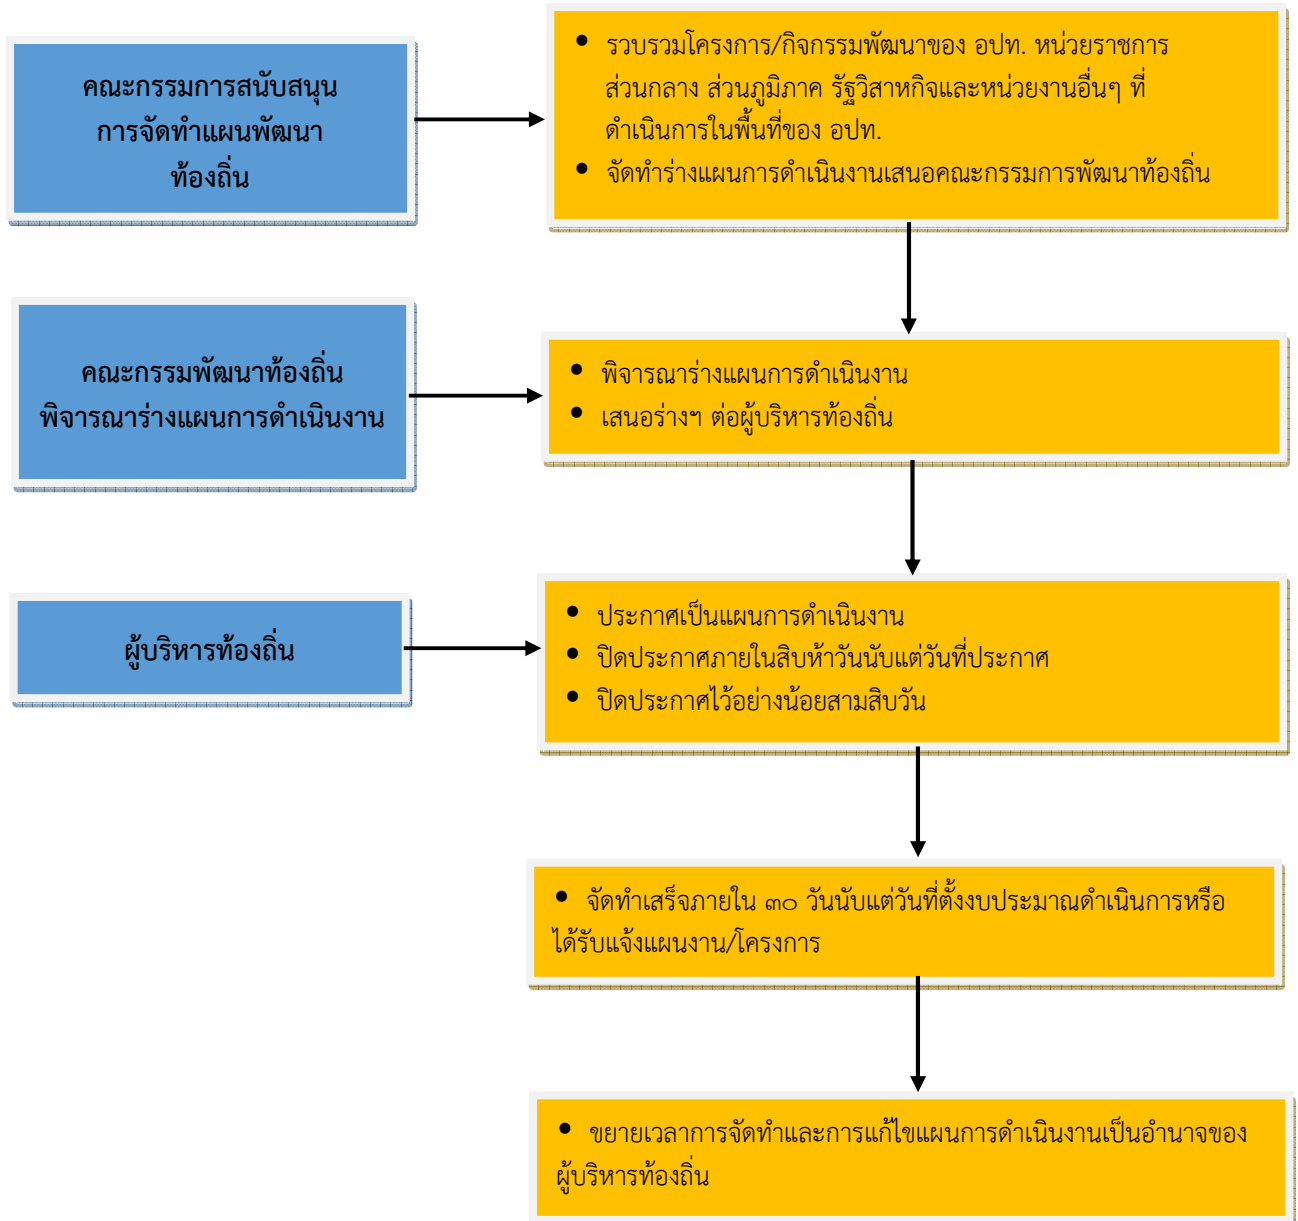 คณะกรรมการสนับสนุน
การจัดทำแผนพัฒนา
ท้องถิ่น
• รวบรวมโครงการ/กิจกรรมพัฒนาของ อปท. หน่วยราชการ
ส่วนกลาง ส่วนภูมิภาค รัฐวิสาหกิจและหน่วยงานอื่นๆ ที่
ดำเนินการในพื้นที่ของ อปท.
• จัดทำร่างแผนการดำเนินงานเสนอคณะกรรมการพัฒนาท้องถิ่น
คณะกรรมพัฒนาท้องถิ่น
พิจารณาร่างแผนการดำเนินงาน
• พิจารณาร่างแผนการดำเนินงาน
• เสนอร่างฯ ต่อผู้บริหารท้องถิ่น
ผู้บริหารท้องถิ่น
• ประกาศเป็นแผนการดำเนินงาน
• ปิดประกาศภายในสิบห้าวันนับแต่วันที่ประกาศ
• ปิดประกาศไว้อย่างน้อยสามสิบวัน
• จัดทำเสร็จภายใน ๓๐ วันนับแต่วันที่ตั้งงบประมาณดำเนินการหรือ
ได้รับแจ้งแผนงาน/โครงการ
• ขยายเวลาการจัดทำและการแก้ไขแผนการดำเนินงานเป็นอำนาจของ
ผู้บริหารท้องถิ่น